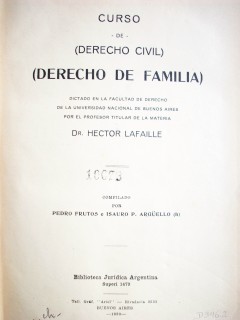 CURSO
- DE -
(DERECHO CIVIL)
(DERECHO DE FAMILIA)
DICTADO EN LA FACULTAD DE DERECHO
DE LA UNIVERSIDAD NACIONAL DE BUENOS AIRES
POR EL PROFESOR TITULAR DE LA MATERIA
DR. HECTOR LAFAILLE
COMPILADO
POR
PEDRO FRUTOS e ISAURO P. ARGÜELLO (h)
Biblioteca Jurídica Argentina
BUENOS AIRES